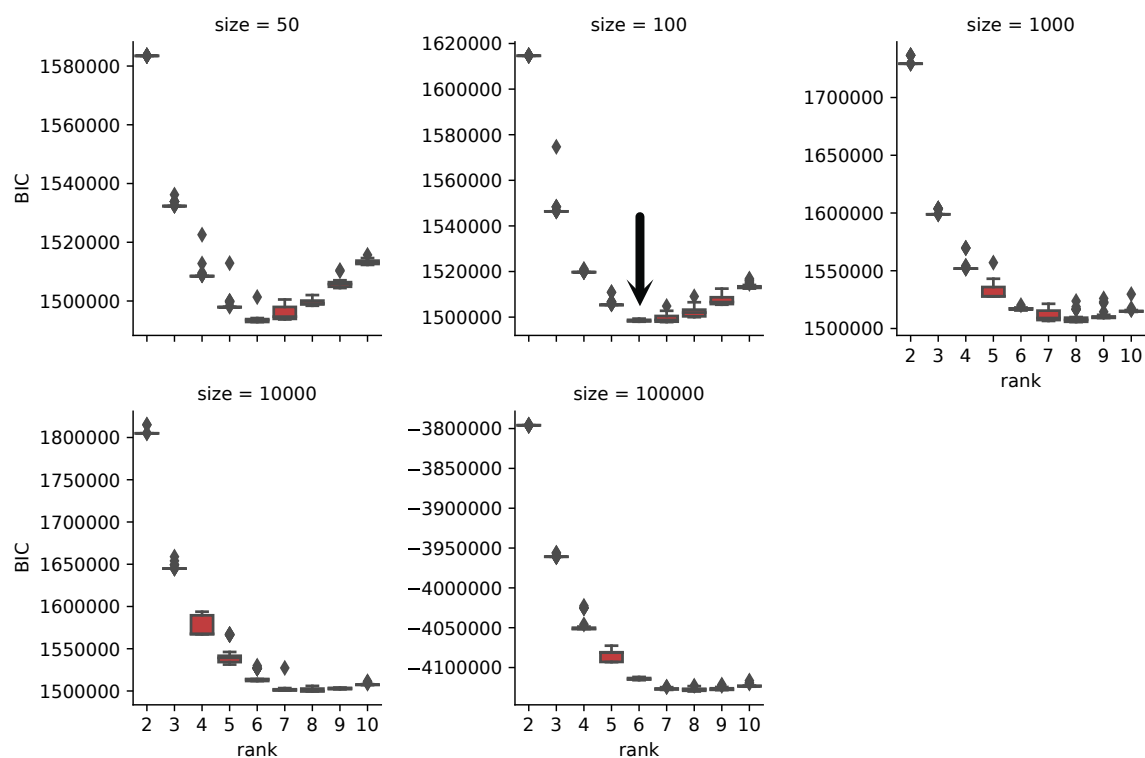 size = 50
1580000
1560000
1540000
1520000
1500000
BIC
size = 100
1620000
1600000
1580000
1560000
1540000
1520000
1500000
size = 1000
1700000
1650000
1600000
1550000
1500000
2 3 4 5 6 7 8 9 10
rank
size = 10000
1800000
1750000
1700000
1650000
1600000
1550000
1500000
BIC
2 3 4 5 6 7 8 9 10
rank
size = 100000
−3800000
−3850000
−3900000
−3950000
−4000000
−4050000
−4100000
2 3 4 5 6 7 8 9 10
rank